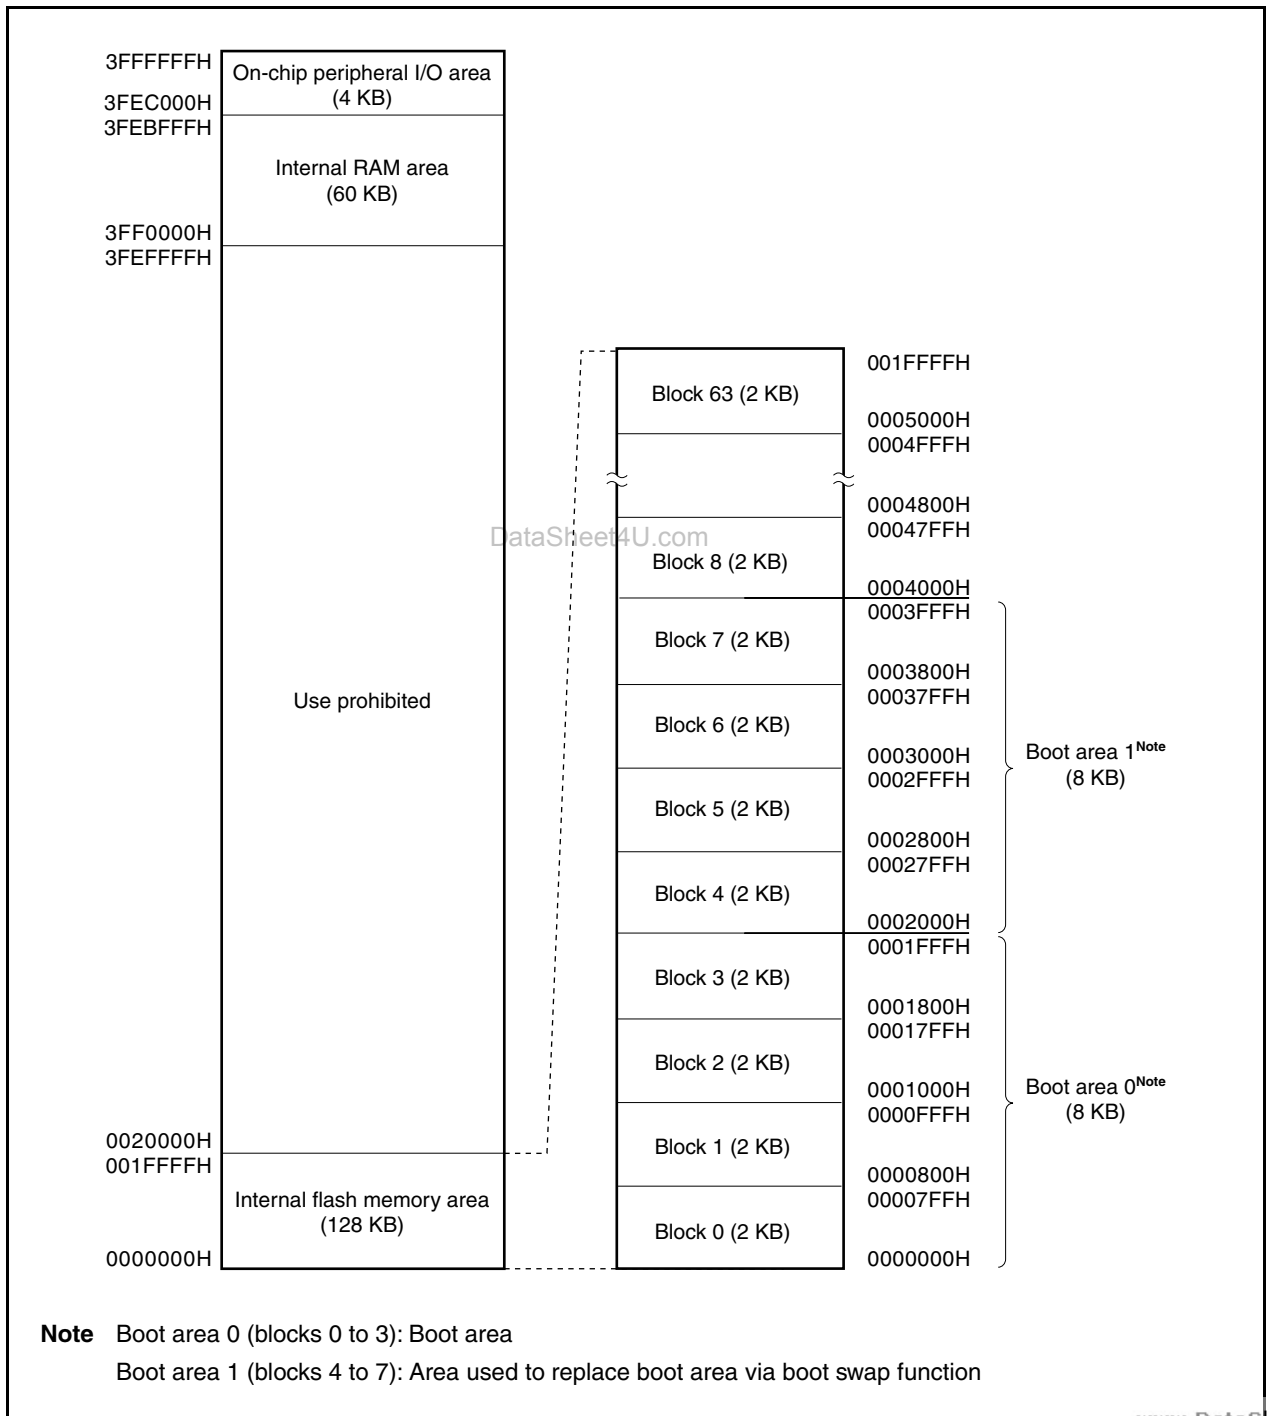 3FFFFFFH
On-chip peripheral I/O area
(4 KB)
3FEC000H
3FEBFFFH
Internal RAM area
(60 KB)
3FF0000H
3FEFFFFH
Use prohibited
0020000H
001FFFFH
Internal flash memory area
(128 KB)
0000000H
DataSheet4U.com
Block 63 (2 KB)
Block 8 (2 KB)
Block 7 (2 KB)
Block 6 (2 KB)
Block 5 (2 KB)
Block 4 (2 KB)
Block 3 (2 KB)
Block 2 (2 KB)
Block 1 (2 KB)
Block 0 (2 KB)
001FFFFH
0005000H
0004FFFH
0004800H
00047FFH
0004000H
0003FFFH
0003800H
00037FFH
0003000H
0002FFFH
0002800H
00027FFH
0002000H
0001FFFH
0001800H
00017FFH
0001000H
0000FFFH
0000800H
00007FFH
0000000H
Boot area 1Note
(8 KB)
Boot area 0Note
(8 KB)
Note Boot area 0 (blocks 0 to 3): Boot area
Boot area 1 (blocks 4 to 7): Area used to replace boot area via boot swap function